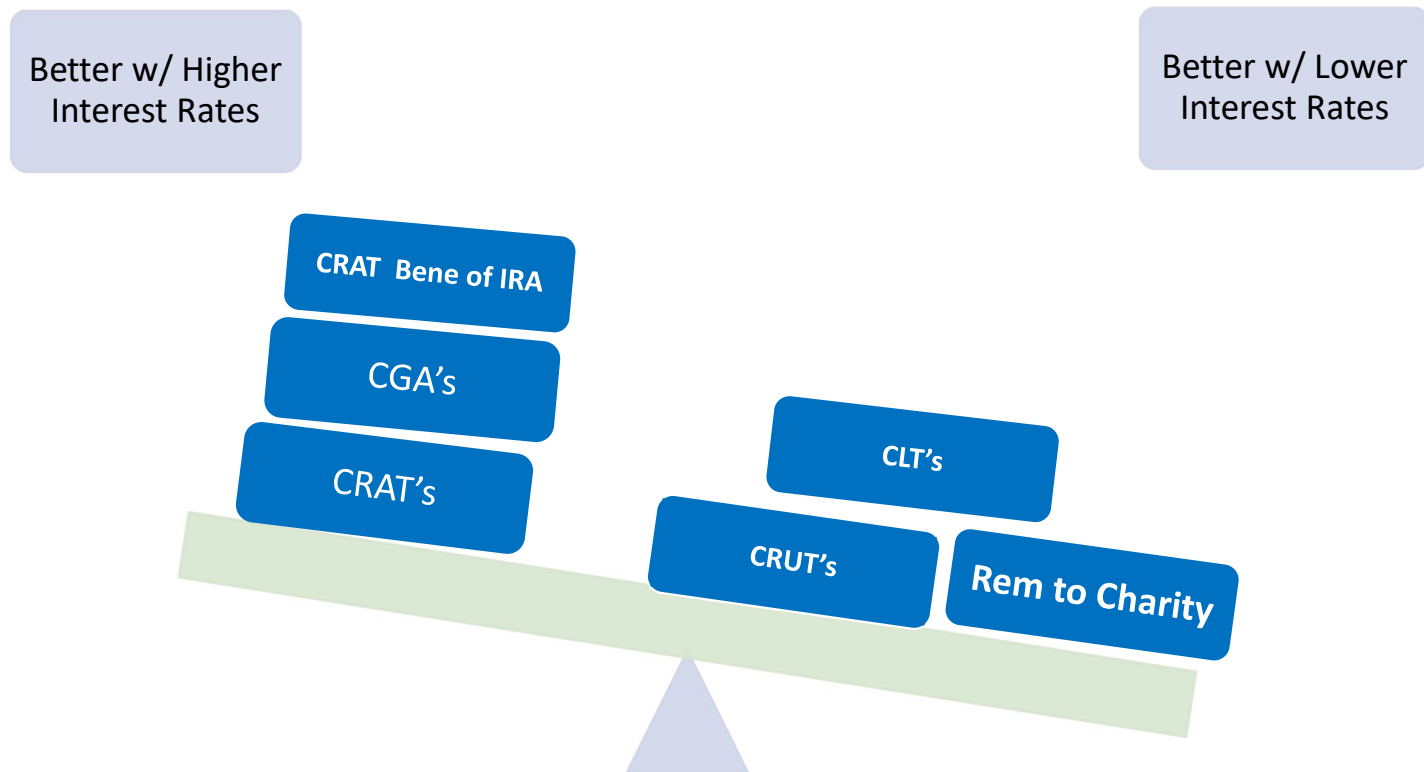 Better w/ Higher
Interest Rates
Better w/ Lower
Interest Rates
CRAT  Bene of IRA
CGA’s
CRAT’s
CLT’s
CRUT’s
Rem to Charity